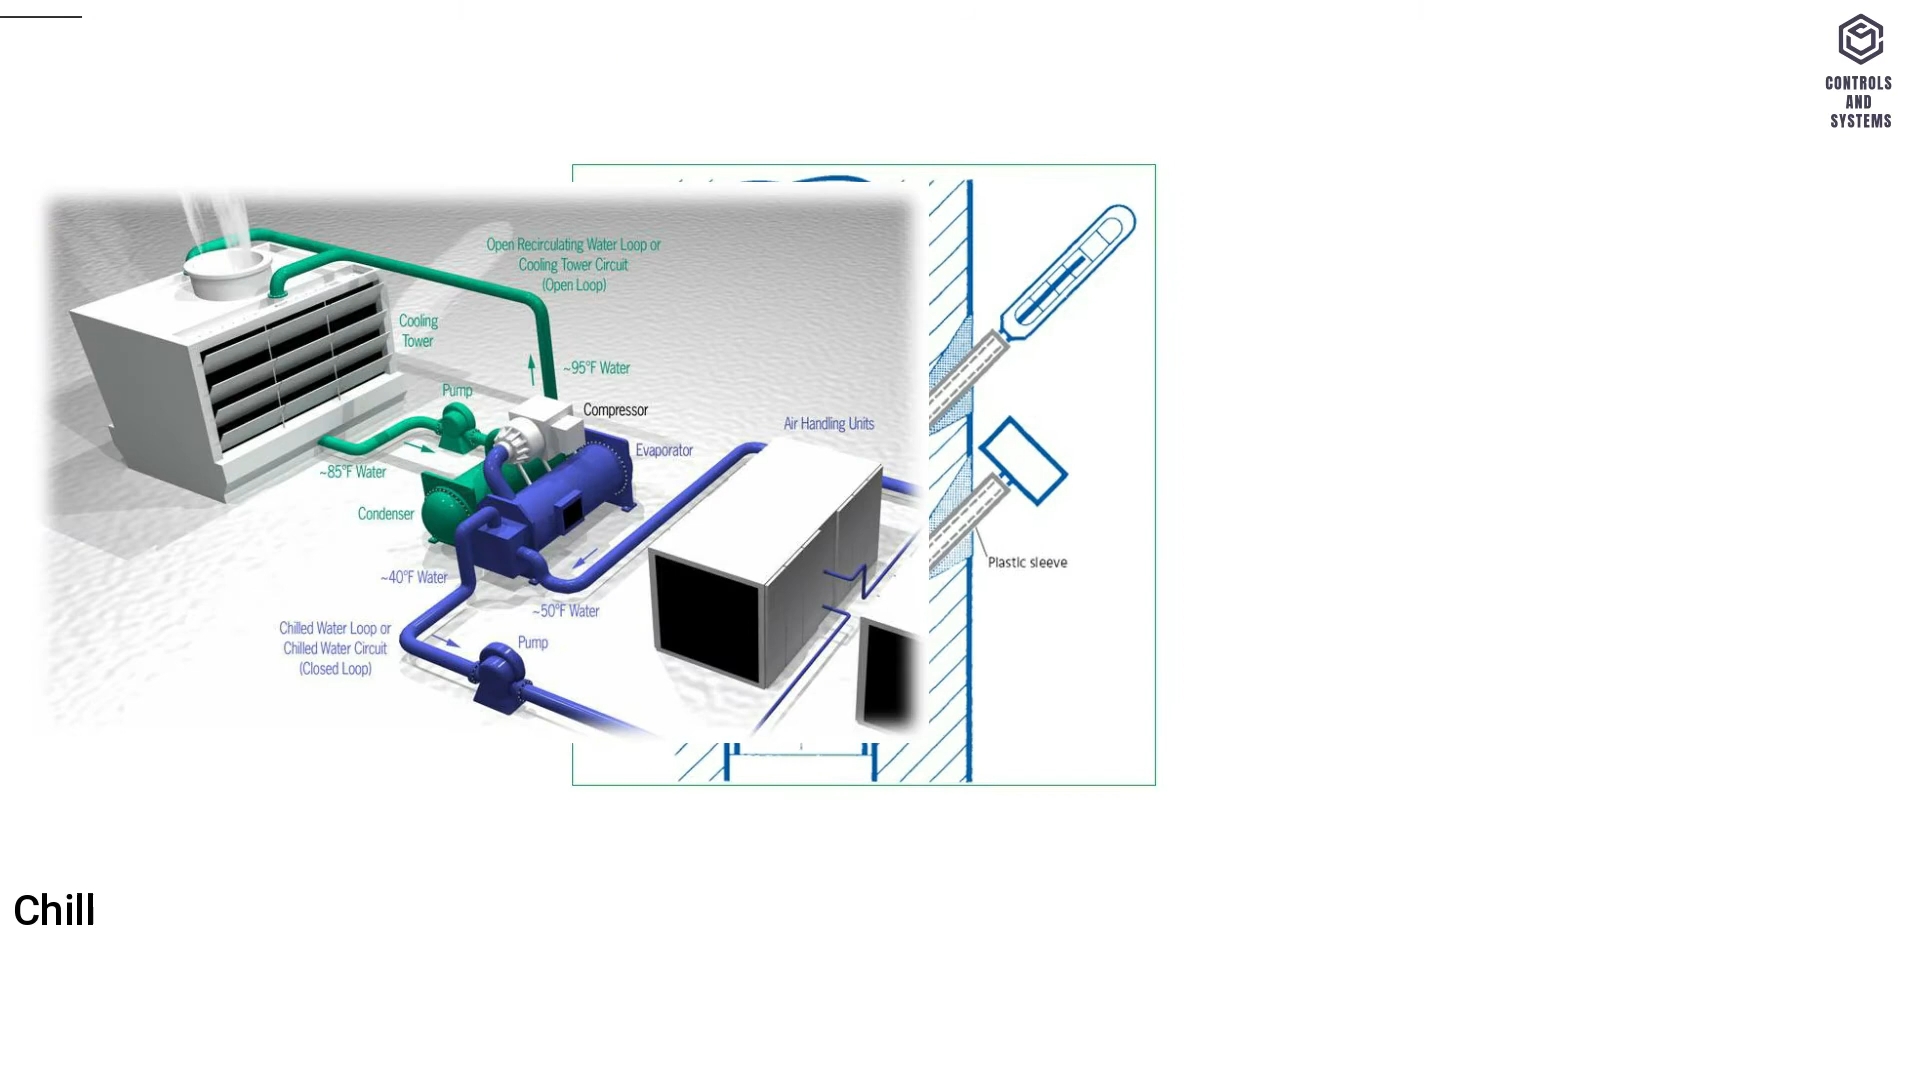 CONTROLS
AND
SYSTEMS
Open Recirculating Water Loop or
Cooling Tower Circuit
(Open Loop)
Cooling
Tower
~95°F Water
Pump
Compressor
Air Handling Units
Evaporator
~85°F Water
Condenser
Plastic sleeve
~40°F Water
~50°F Water
Chilled Water Loop or
Chilled Water Circuit
(Closed Loop)
Pump
Chill